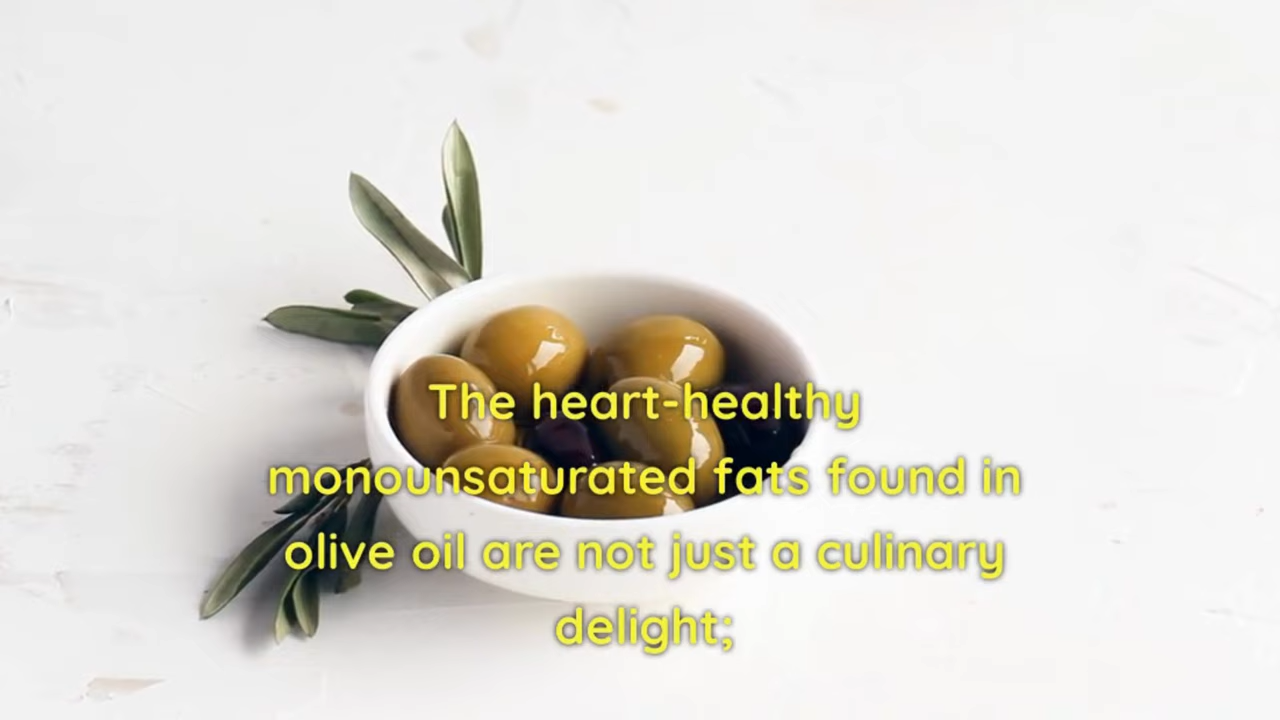 The heart-healthy
monounsaturated fats found in
olive oil are not just a culinary
delight;